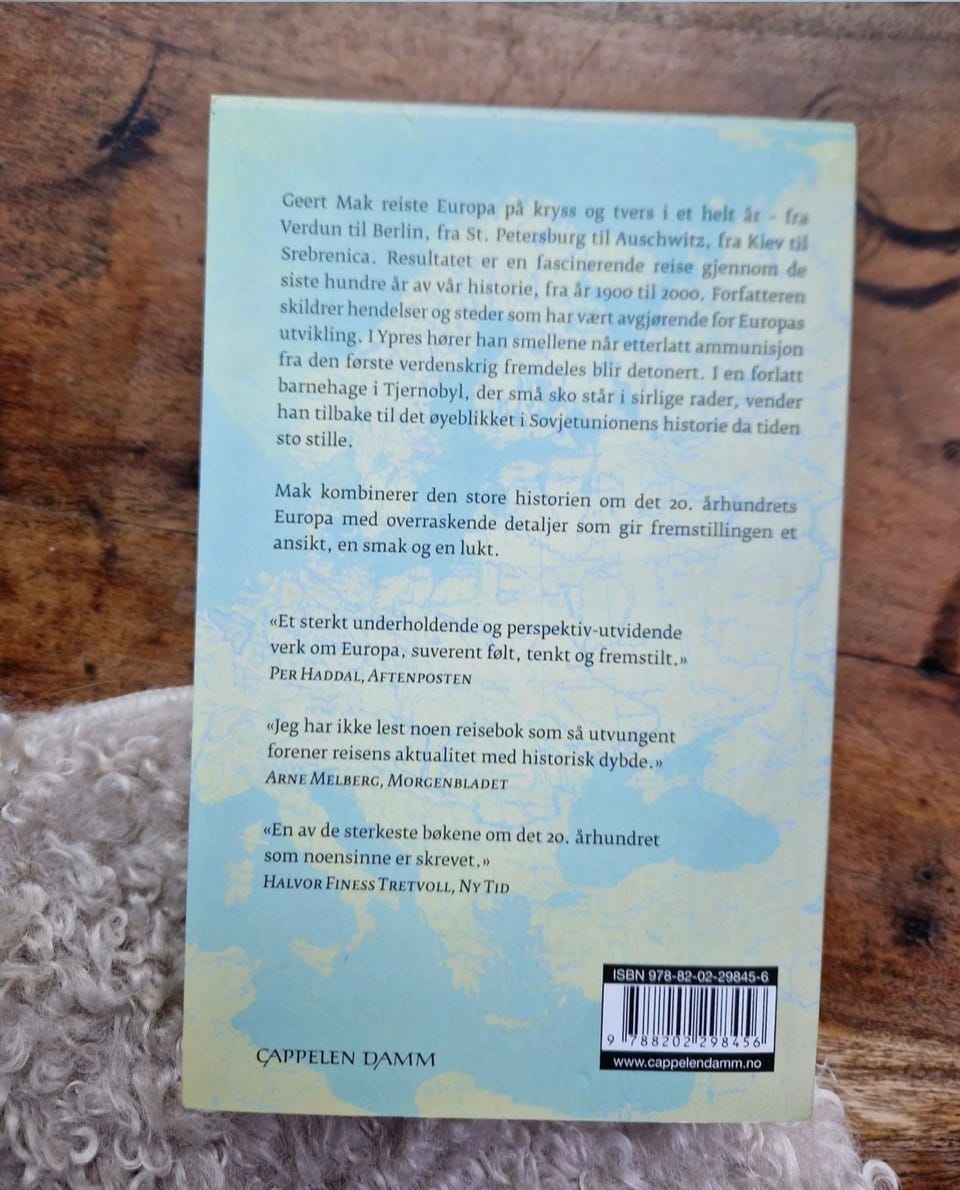 Geert Mak reiste Europa på kryss og tvers i et helt år – fra
Verdun til Berlin, fra St. Petersburg til Auschwitz, fra Kiev til
Srebrenica. Resultatet er en fascinerende reise gjennom de
siste hundre år av vår historie, fra år 1900 til 2000. Forfatteren
skildrer hendelser og steder som har vært avgjørende for Europas
utvikling. I Ypres hører han smellene når etterlatt ammunisjon
fra den første verdenskrig fremdeles blir detonert. I en forlatt
barnehage i Tjernobyl, der små sko står i sirlige rader, vender
han tilbake til det øyeblikket i Sovjetunionens historie da tiden
sto stille.
Mak kombinerer den store historien om det 20. århundrets
Europa med overraskende detaljer som gir fremstillingen et
ansikt, en smak og en lukt.
«Et sterkt underholdende og perspektiv-utvidende
verk om Europa, suverent følt, tenkt og fremstilt.»
PER HADDAL, AFTENPOSTEN
«Jeg har ikke lest noen reisebok som så utvungent
forener reisens aktualitet med historisk dybde.»
ARNE MELBERG, MORGENBLADET
«En av de sterkeste bøkene om det 20. århundret
som noensinne er skrevet.»
HALVOR FINESS TRETVOLL, NY TID
ISBN 978-82-02-29845-6
9 788202 298456
www.cappelendamm.no
CAPPELEN DAMM